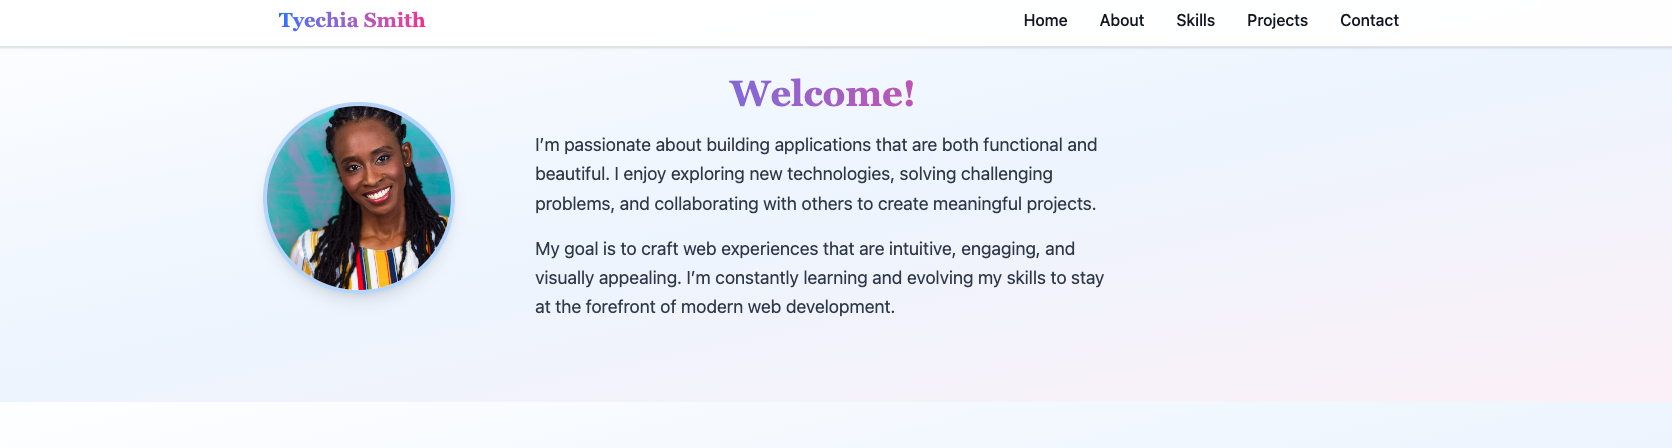 Tyechia Smith
Home About Skills Projects Contact
Welcome!
I’m passionate about building applications that are both functional and
beautiful. I enjoy exploring new technologies, solving challenging
problems, and collaborating with others to create meaningful projects.
My goal is to craft web experiences that are intuitive, engaging, and
visually appealing. I’m constantly learning and evolving my skills to stay
at the forefront of modern web development.